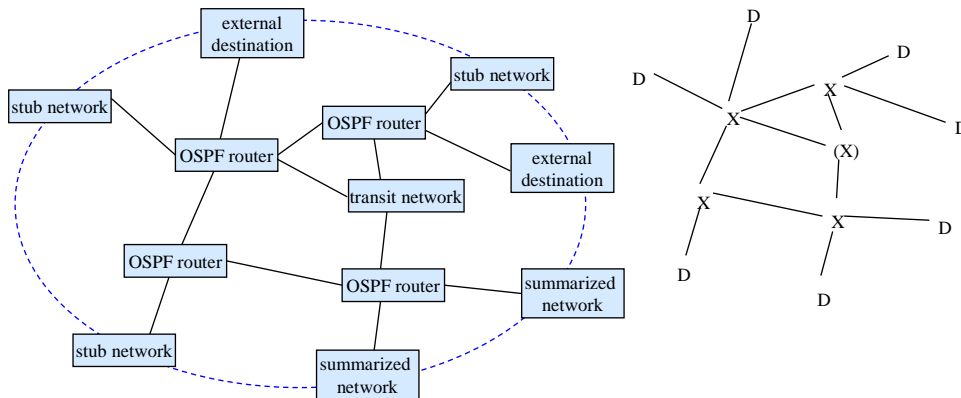 external
destination
stub network
stub network
OSPF router
OSPF router
external
destination
transit network
OSPF router
OSPF router
summarized
network
stub network
summarized
network
D
D
D
X
D
X
(X)
X
X
D
D
D